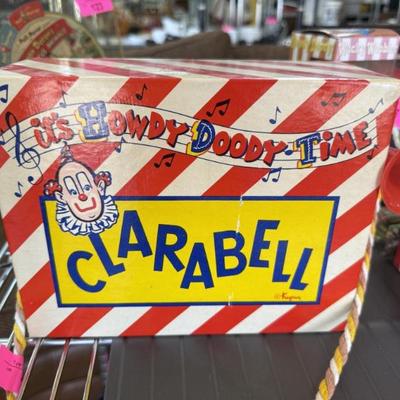 it's Howdy Doody Time
CLARABELL
© Kagran